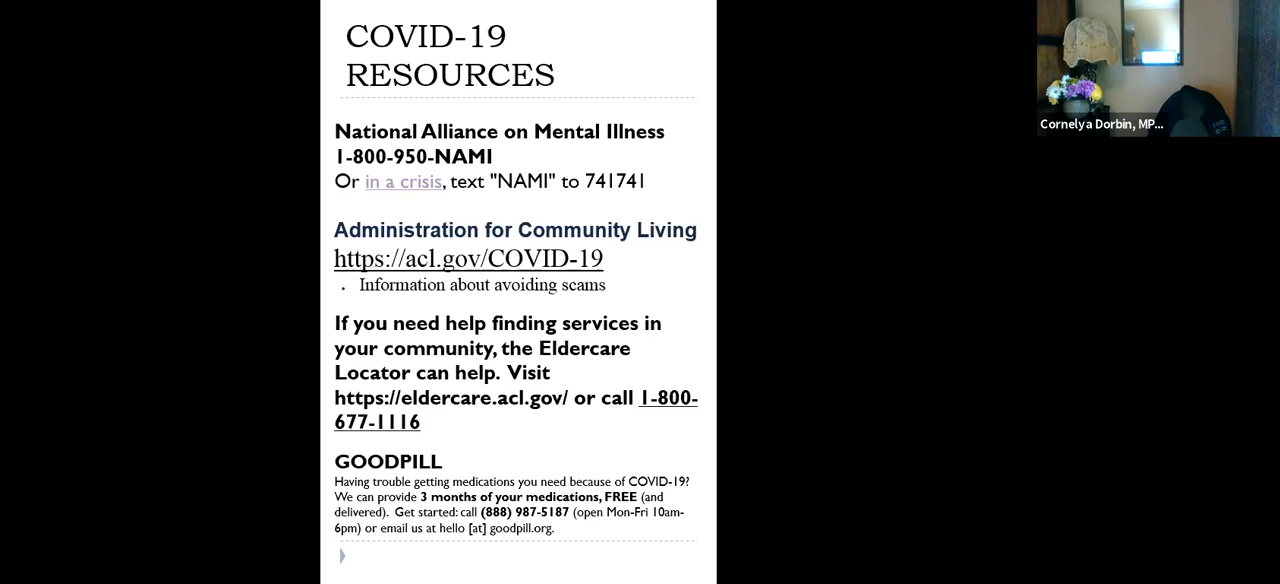 COVID-19
RESOURCES
National Alliance on Mental Illness
1-800-950-NAMI
Or in a crisis, text "NAMI" to 741741
Administration for Community Living
https://acl.gov/COVID-19
. Information about avoiding scams
If you need help finding services in
your community, the Eldercare
Locator can help. Visit
https://eldercare.acl.gov/ or call 1-800-
677-1116
GOODPILL
Having trouble getting medications you need because of COVID-19?
We can provide 3 months of your medications, FREE (and
delivered). Get started: call (888) 987-5187 (open Mon-Fri 10am-
6pm) or email us at hello [at] goodpill.org.
Cornelya Dorbin, MP...